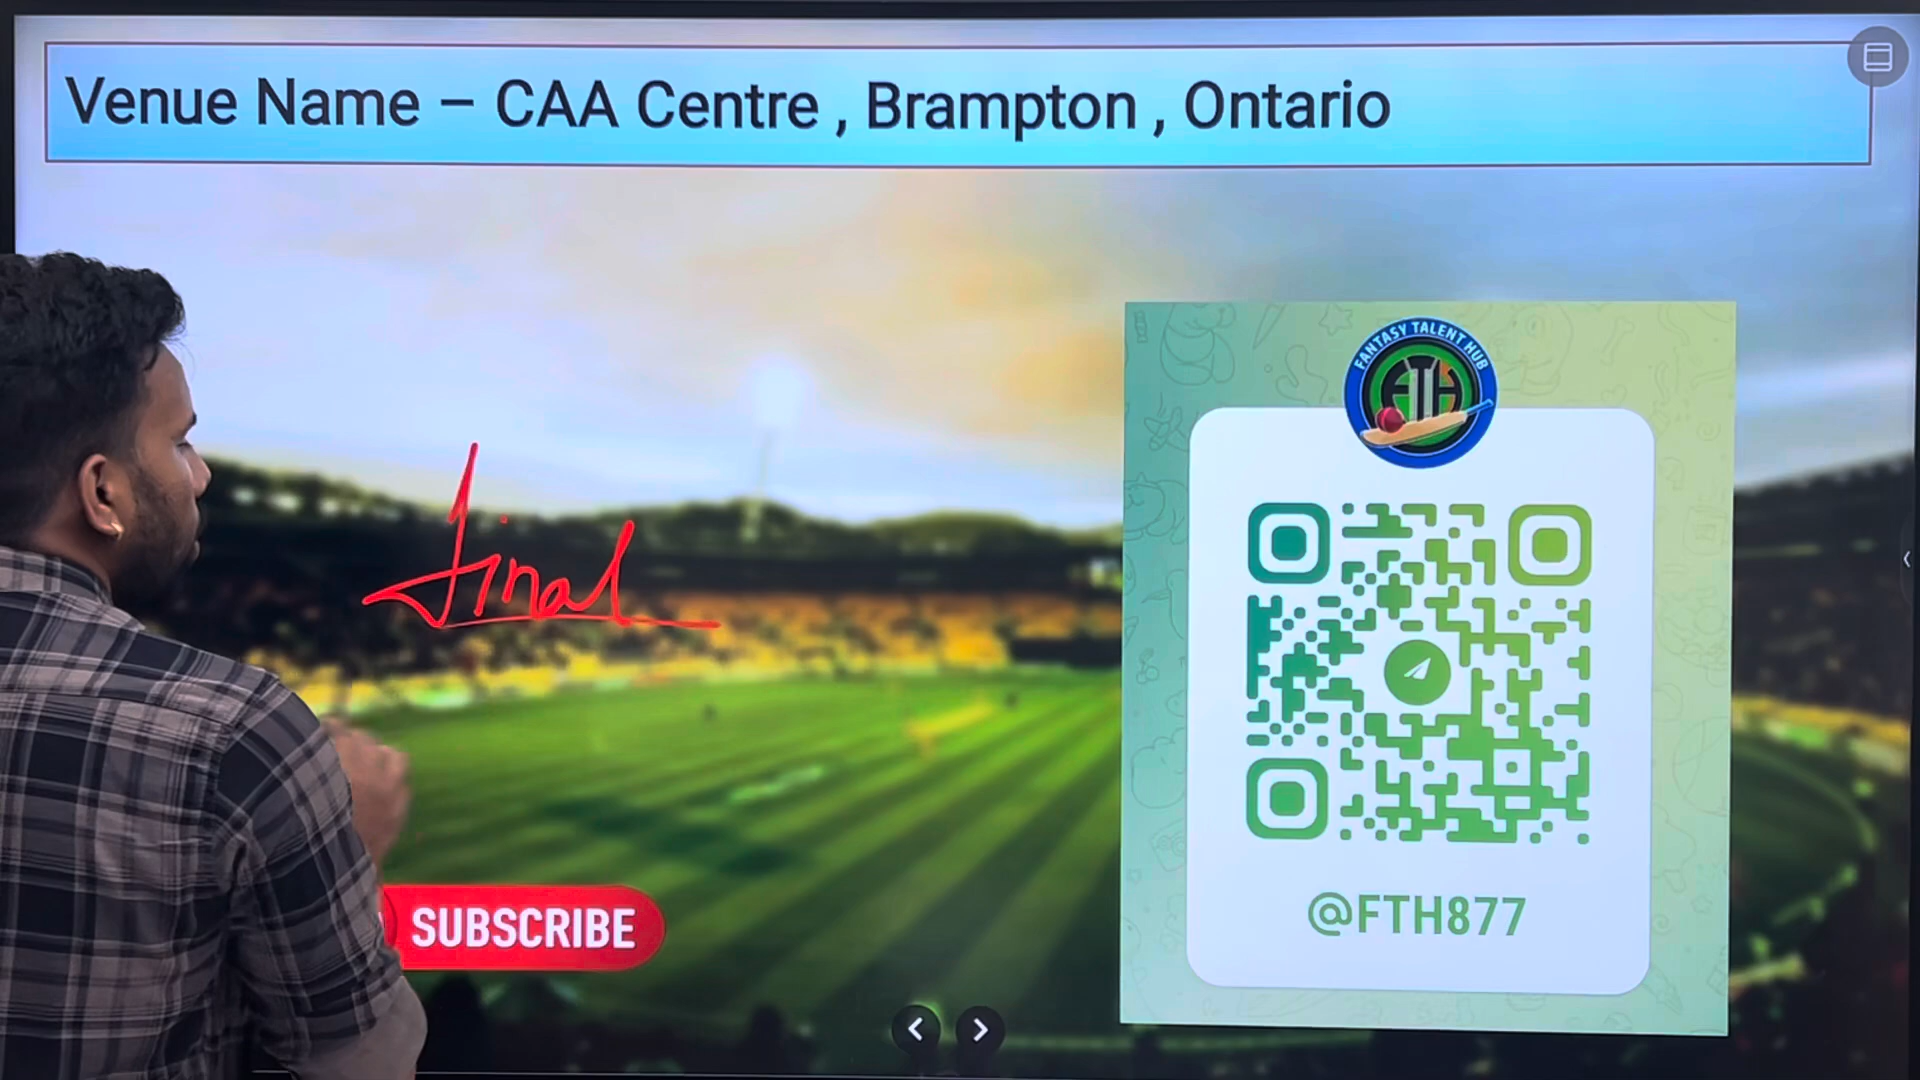 Venue Name – CAA Centre , Brampton , Ontario
FANTASY TALENT HUB
FTH
Final
@FTH877
SUBSCRIBE